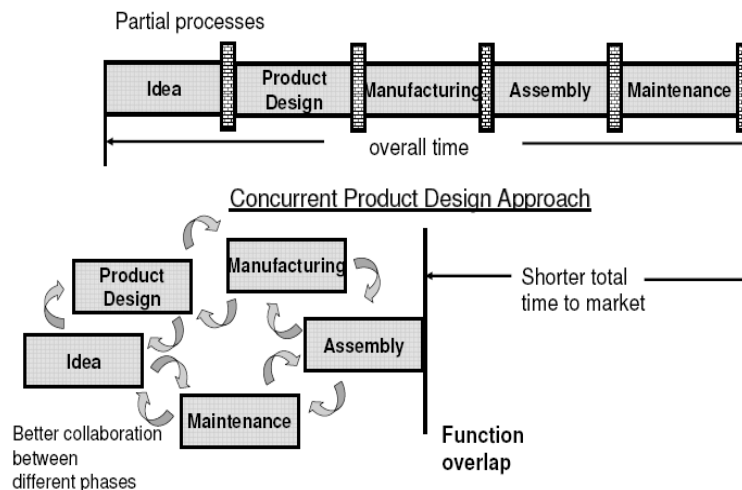 Partial processes
Idea
Product
Design
Manufacturing
Assembly
Maintenance
overall time
Concurrent Product Design Approach
Product
Design
Manufacturing
Shorter total
time to market
Idea
Assembly
Maintenance
Better collaboration
between
different phases
Function
overlap